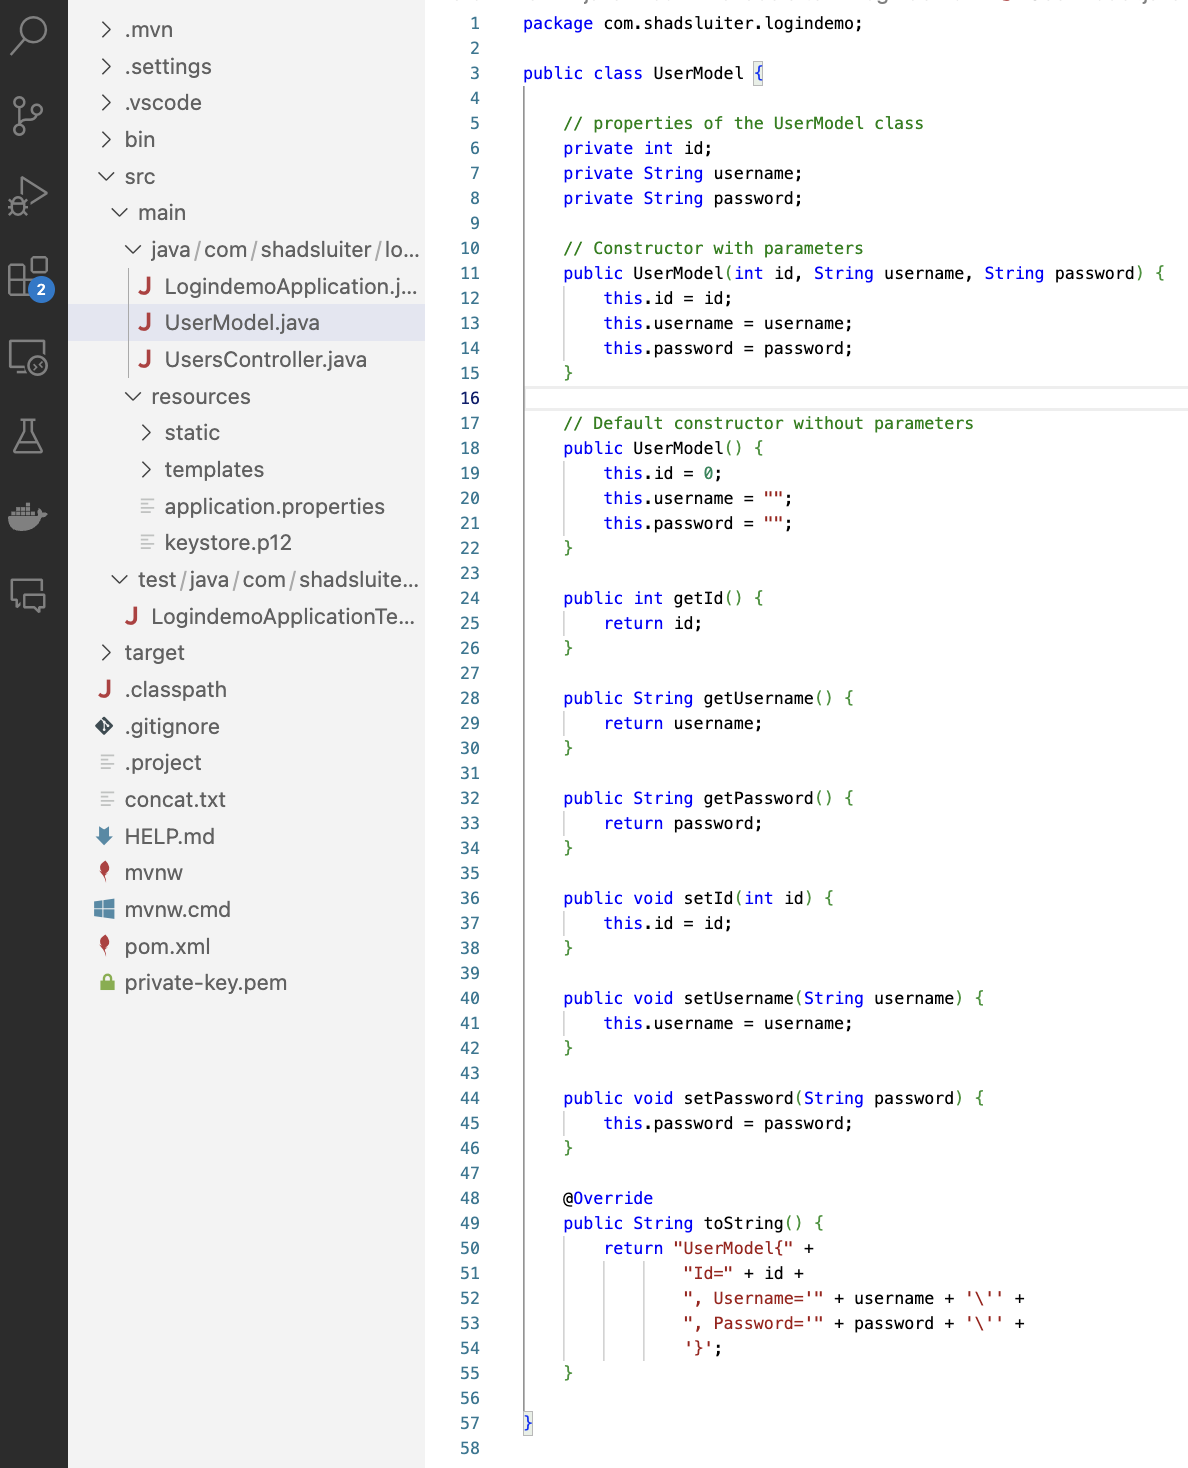 .mvn
.settings
.vscode
bin
src
main
java/com/shadsluiter/lo...
LogindemoApplication.j...
UserModel.java
UsersController.java
resources
static
templates
application.properties
keystore.p12
test/java/com/shadsluite...
LogindemoApplicationTe...
target
.classpath
.gitignore
.project
concat.txt
HELP.md
mvnw
mvnw.cmd
pom.xml
private-key.pem
2
1 package com.shadsluiter.logindemo;
2
3 public class UserModel {
4
5 // properties of the UserModel class
6 private int id;
7 private String username;
8 private String password;
9
10 // Constructor with parameters
11 public UserModel(int id, String username, String password) {
12 this.id = id;
13 this.username = username;
14 this.password = password;
15 }
16
17 // Default constructor without parameters
18 public UserModel() {
19 this.id = 0;
20 this.username = "";
21 this.password = "";
22 }
23
24 public int getId() {
25 return id;
26 }
27
28 public String getUsername() {
29 return username;
30 }
31
32 public String getPassword() {
33 return password;
34 }
35
36 public void setId(int id) {
37 this.id = id;
38 }
39
40 public void setUsername(String username) {
41 this.username = username;
42 }
43
44 public void setPassword(String password) {
45 this.password = password;
46 }
47
48 @Override
49 public String toString() {
50 return "UserModel{" +
51 "Id=" + id +
52 ", Username='" + username + '\'' +
53 ", Password='" + password + '\'' +
54 '}';
55 }
56
57 }
58